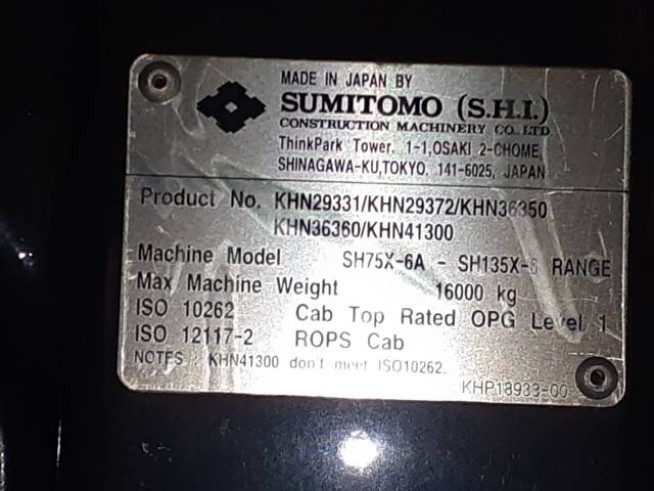 MADE IN JAPAN BY
SUMITOMO (S.H.I.)
CONSTRUCTION MACHINERY CO. LTD
ThinkPark Tower. 1-1,OSAKI 2-CHOME,
SHINAGAWA-KU,TOKYO, 141-6025, JAPAN
Product No. KHN29331/KHN29372/KHN36350
KHN36360/KHN41300
Machine Model SH75X-6A - SH135X- RANGE
Max Machine Weight 16000 kg
ISO 10262 Cab Top Rated OPG Level 1
ISO 12117-2 ROPS Cab
NOTES : KHN41300 don't meet ISO10262.
KHP18933-00